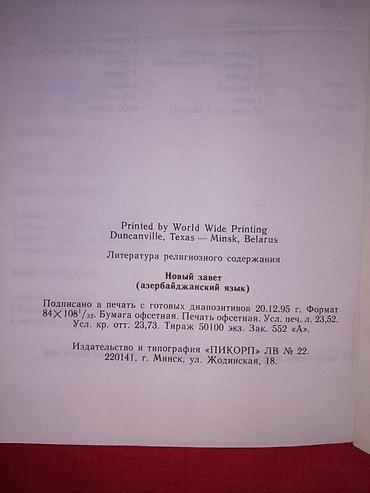 Printed by World Wide Printing
Duncanville, Texas — Minsk, Belarus
Литература религиозного содержания
Новый завет
(азербайджанский язык)
Подписано в печать с готовых диапозитивов 20.12.95 г. Формат
84×108¹/₃₂. Бумага офсетная. Печать офсетная. Усл. печ. л. 23,52.
Усл. кр. отт. 23,73. Тираж 50100 экз. Зак. 552 «А».
Издательство и типография «ПИКОРП» ЛВ № 22.
220141, г. Минск, ул. Жодинская, 18.